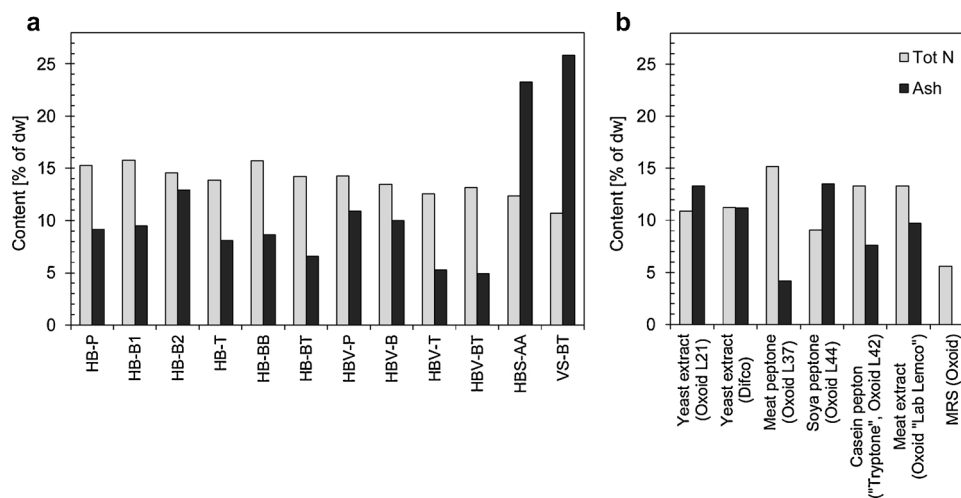 a
Content [% of dw]
25
20
15
10
5
0
HB-P
HB-B1
HB-B2
HB-T
HB-BB
HB-BT
HBV-P
HBV-B
HBV-T
HBV-BT
HBS-AA
VS-BT
b
Tot N
Ash
Content [% of dw]
25
20
15
10
5
0
Yeast extract
(Oxoid L21)
Yeast extract
(Difco)
Meat peptone
(Oxoid L37)
Soya peptone
(Oxoid L44)
Casein pepton
("Tryptone", Oxoid L42)
Meat extract
(Oxoid "Lab Lemco")
MRS (Oxoid)